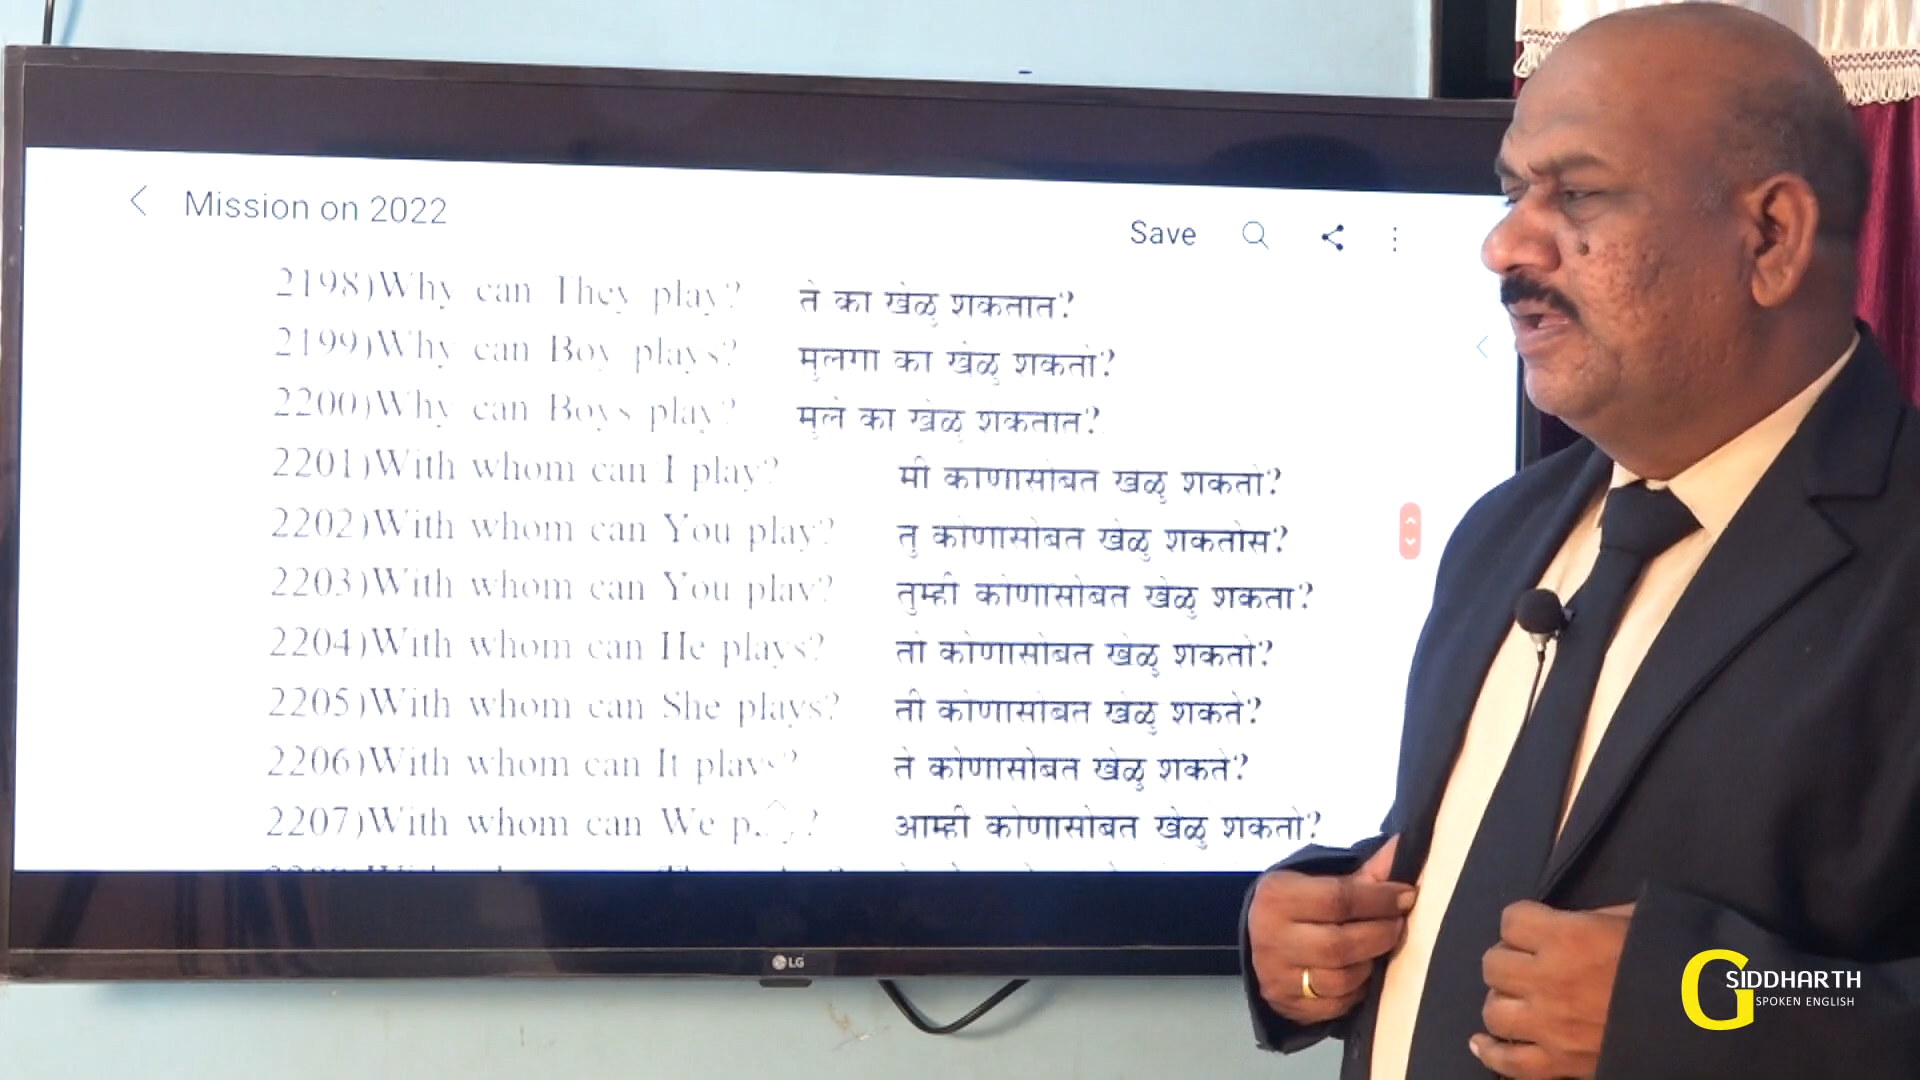 Mission on 2022
Save
2198)Why can They play? ते का खेळु शकतात?
2199)Why can Boy plays? मुलगा का खेळु शकतो?
2200)Why can Boys play? मुले का खेळु शकतात?
2201)With whom can I play? मी कोणासोबत खेळु शकतो?
2202)With whom can You play? तु कोणासोबत खेळु शकतोस?
2203)With whom can You play? तुम्ही कोणासोबत खेळु शकता?
2204)With whom can He plays? तो कोणासोबत खेळु शकतो?
2205)With whom can She plays? ती कोणासोबत खेळु शकते?
2206)With whom can It plays? ते कोणासोबत खेळु शकते?
2207)With whom can We play? आम्ही कोणासोबत खेळु शकतो?
LG
G SIDDHARTH
SPOKEN ENGLISH